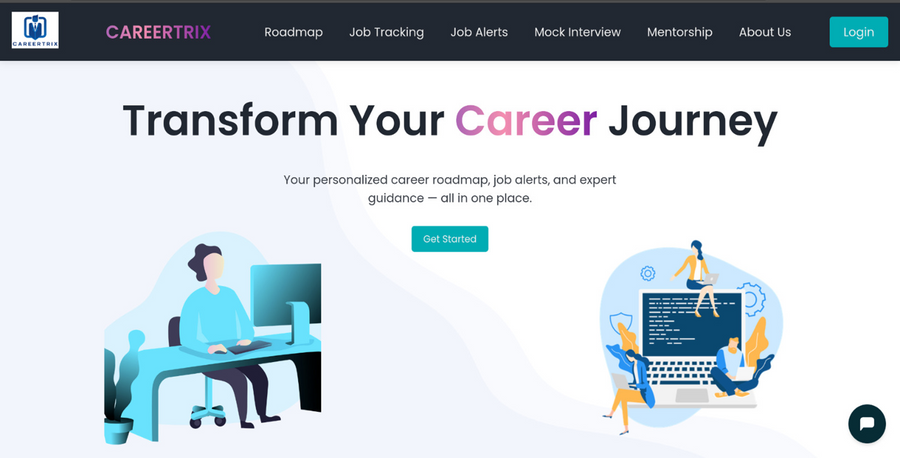 CAREERTRIX
CAREERTRIX
Roadmap
Job Tracking
Job Alerts
Mock Interview
Mentorship
About Us
Login
Transform Your Career Journey
Your personalized career roadmap, job alerts, and expert
guidance — all in one place.
Get Started